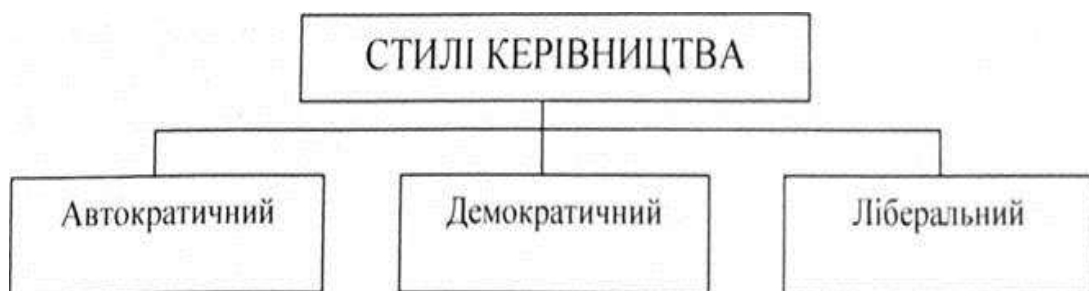 СТИЛІ КЕРІВНИЦТВА
Автократичний
Демократичний
Ліберальний